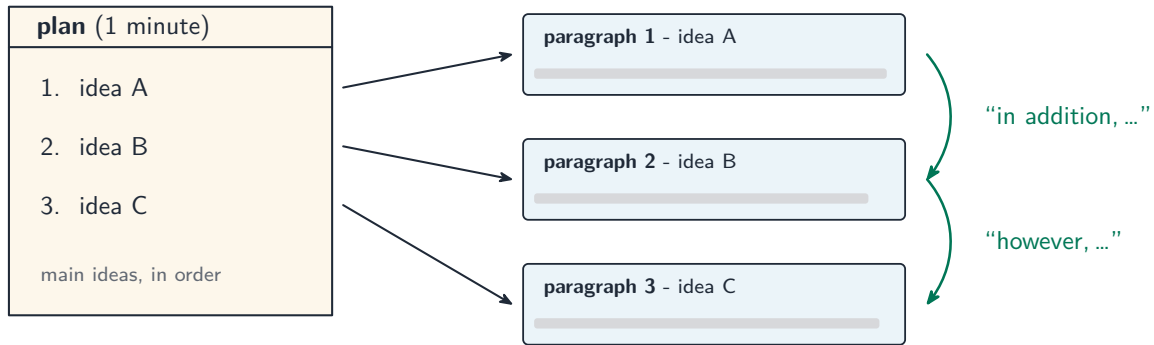 plan (1 minute)
1. idea A
2. idea B
3. idea C
main ideas, in order
paragraph 1 - idea A
paragraph 2 - idea B
paragraph 3 - idea C
“in addition, …”
“however, …”